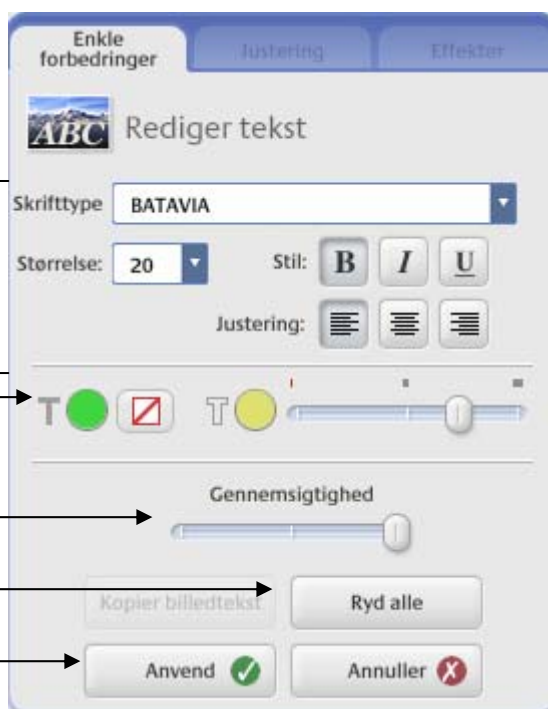 Enkle
forbedringer
Justering
Effekter
ABC
Rediger tekst
Skrifttype BATAVIA
Størrelse: 20 Stil: B I U
Justering:
T T
Gennemsigtighed
Kopier billedtekst Ryd alle
Anvend Annuller